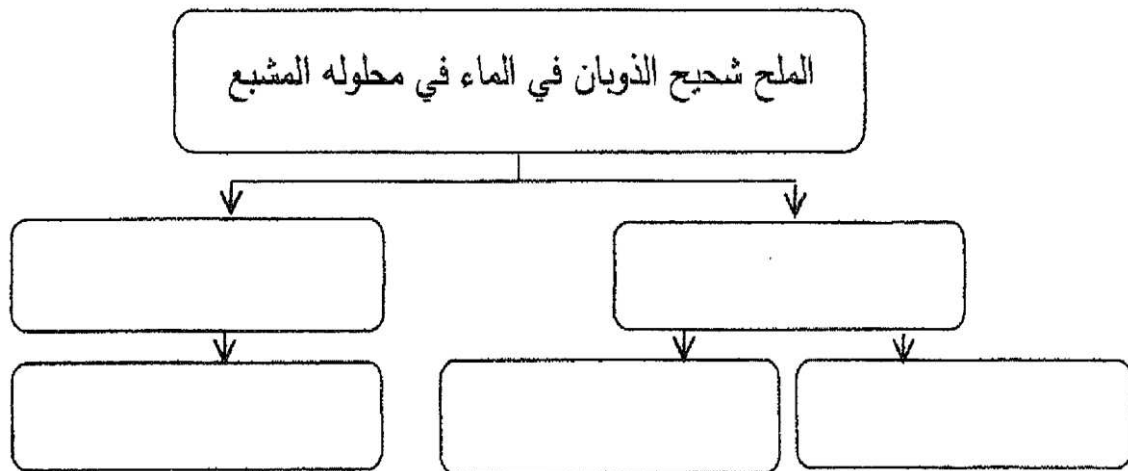 الملح شحيح الذوبان في الماء في محلوله المشبع